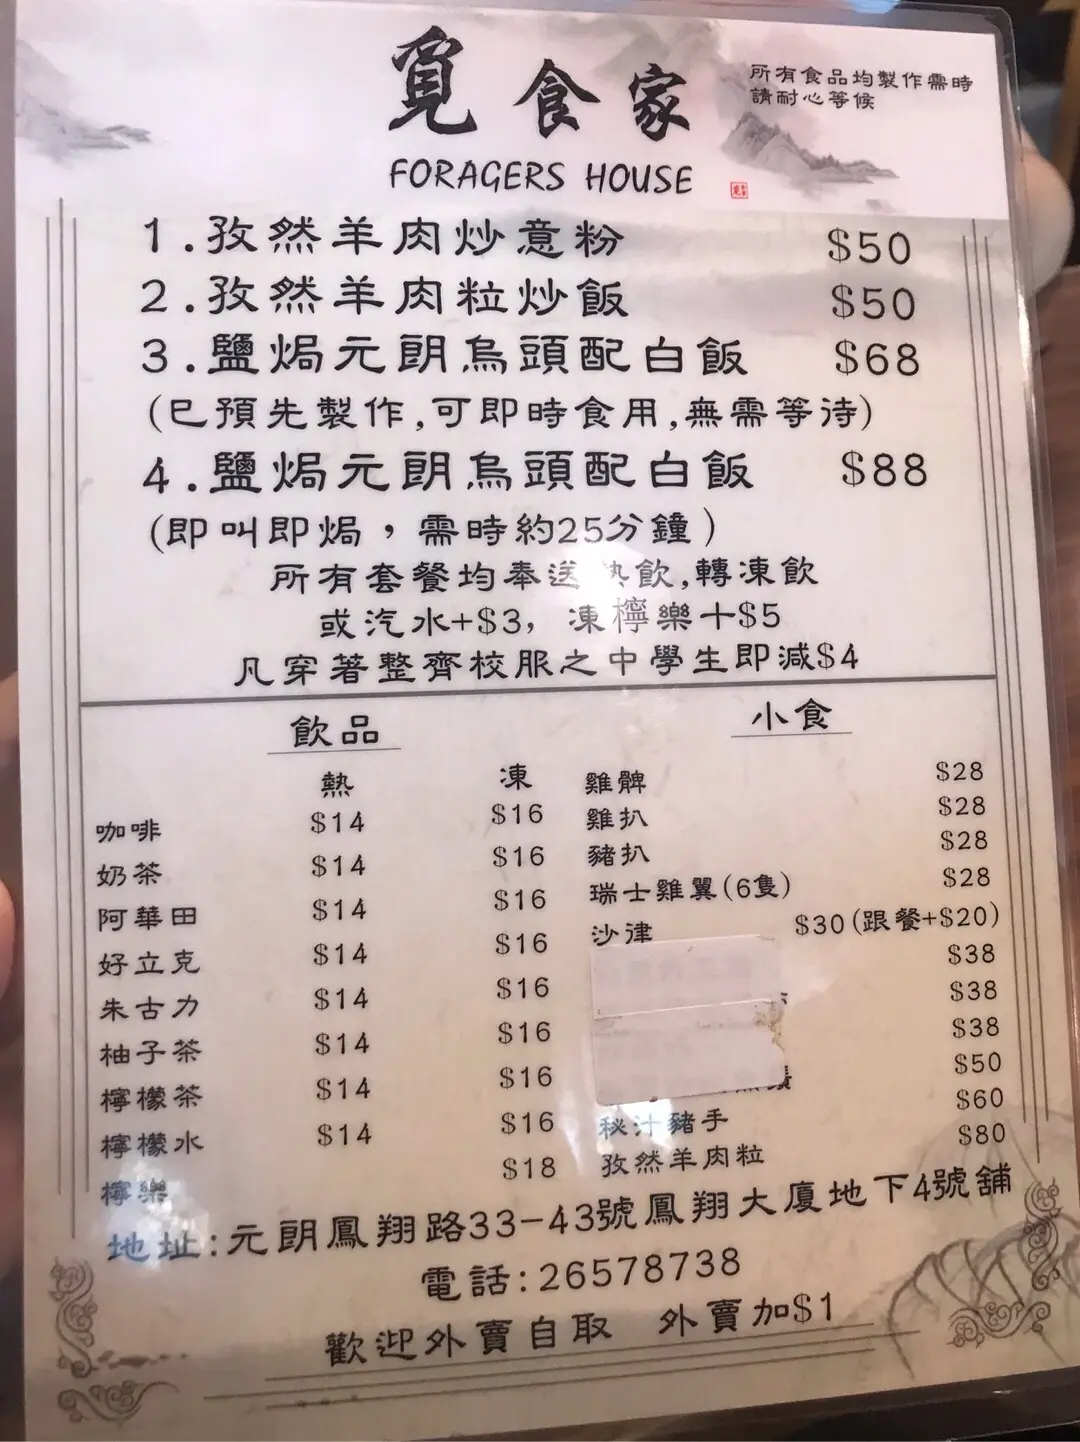 覓食家
所有食品均製作需時
請耐心等候
FORAGERS HOUSE
1.孜然羊肉炒意粉 $50
2.孜然羊肉粒炒飯 $50
3.鹽焗元朗烏頭配白飯 $68
(已預先製作,可即時食用,無需等待)
4.鹽焗元朗烏頭配白飯 $88
(即叫即焗，需時約25分鐘)
所有套餐均奉送熱飲,轉凍飲
或汽水+$3, 凍檸樂+$5
凡穿著整齊校服之中學生即減$4
飲品
熱 凍
咖啡 $14 $16
奶茶 $14 $16
阿華田 $14 $16
好立克 $14 $16
朱古力 $14 $16
柚子茶 $14 $16
檸檬茶 $14 $16
檸檬水 $14 $16
檸樂 $18
小食
雞髀 $28
雞扒 $28
豬扒 $28
瑞士雞翼(6隻) $28
沙律 $30(跟餐+$20)
$38
$38
$38
$50
秘汁豬手 $60
孜然羊肉粒 $80
地址:元朗鳳翔路33-43號鳳翔大廈地下4號舖
電話:26578738
歡迎外賣自取 外賣加$1